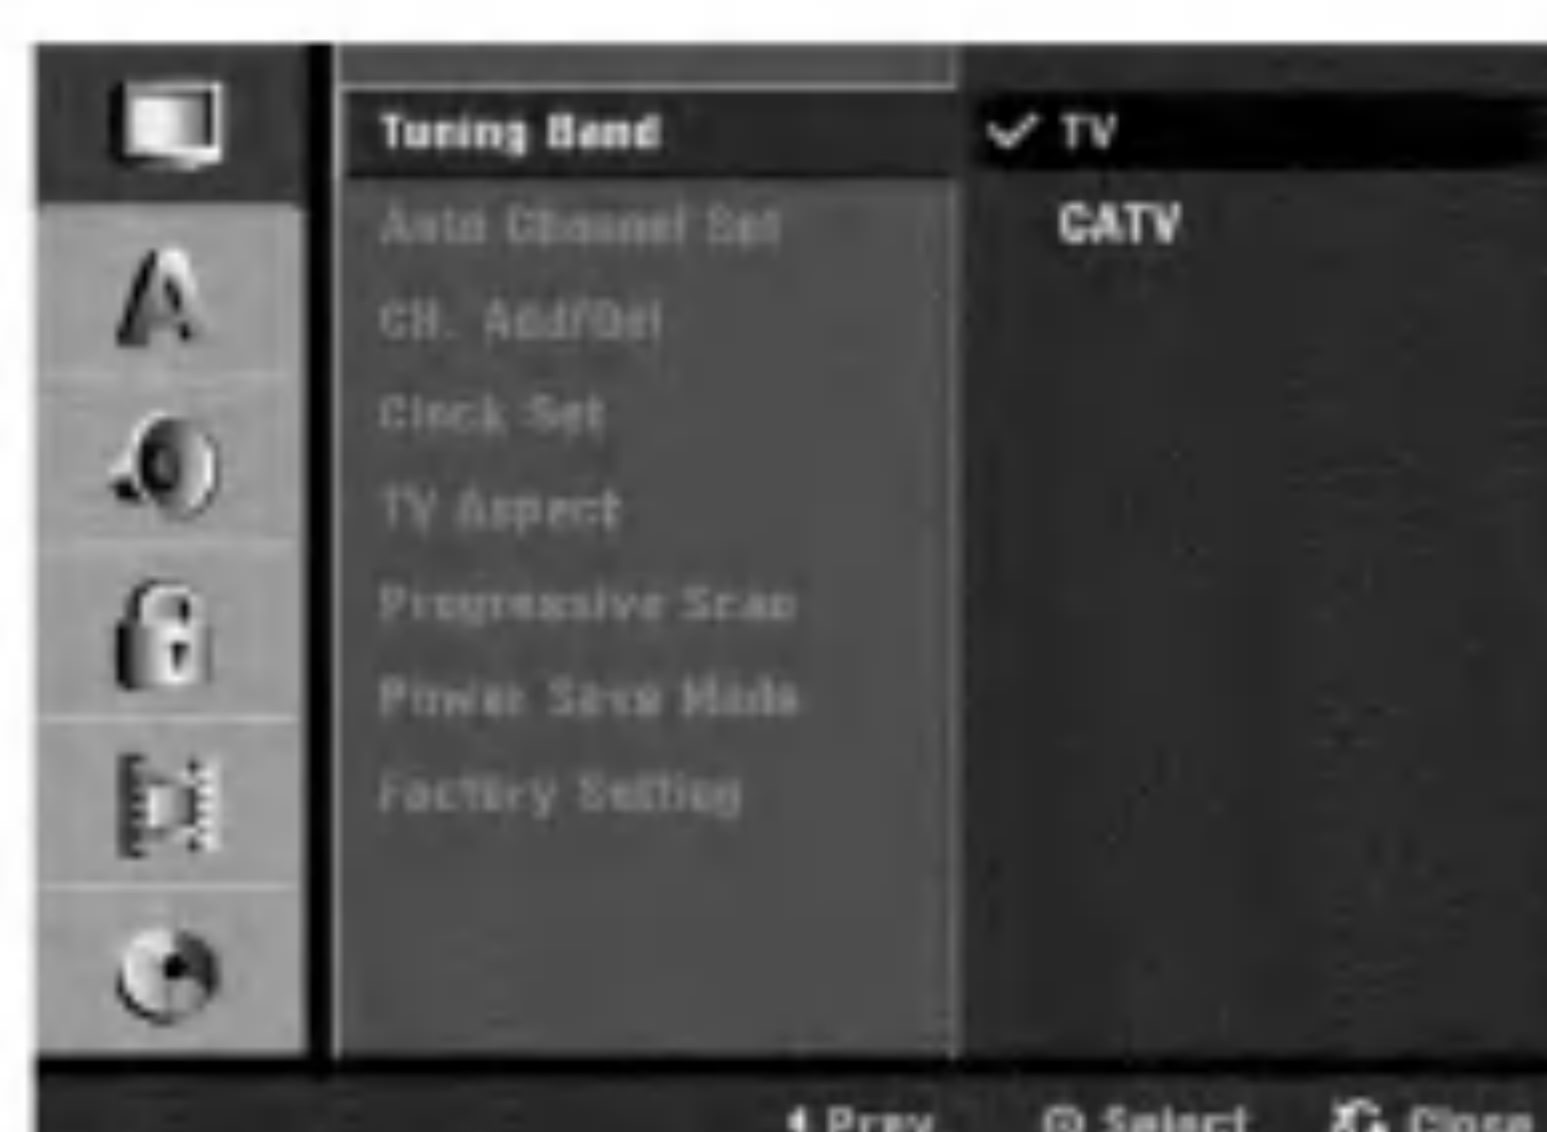 Tuning Band
Auto Channel Set
CH. Add/Del
Clock Set
TV Aspect
Progressive Scan
Power Save Mode
Factory Setting
TV
CATV
Prev Select Close